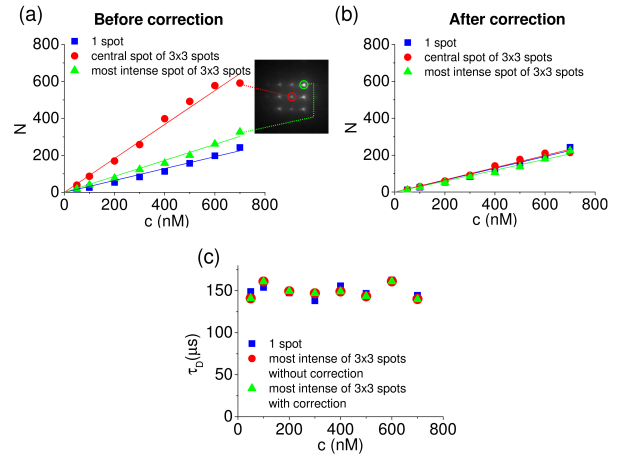 (a)
Before correction
1 spot
central spot of 3x3 spots
most intense spot of 3x3 spots
800
600
400
200
0
N
0 200 400 600 800
c (nM)
(b)
After correction
1 spot
central spot of 3x3 spots
most intense spot of 3x3 spots
800
600
400
200
0
N
0 200 400 600 800
c (nM)
(c)
150
100
50
0
τD(µs)
1 spot
most intense of 3x3 spots
without correction
most intense of 3x3 spots
with correction
0 200 400 600 800
c (nM)